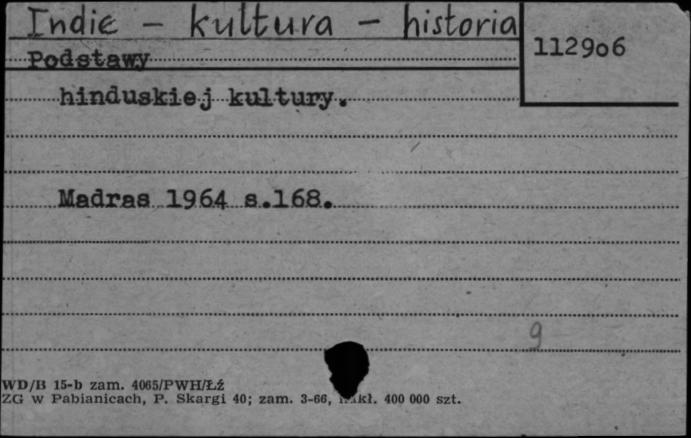 Indie - kultura - historia
112906
Podstawy
hinduskiej kultury.
Madras 1964 s.168.
9
WD/B 15-b zam. 4065/PWH/Łź
ZG w Pabianicach, P. Skargi 40; zam. 3-66, nakł. 400 000 szt.